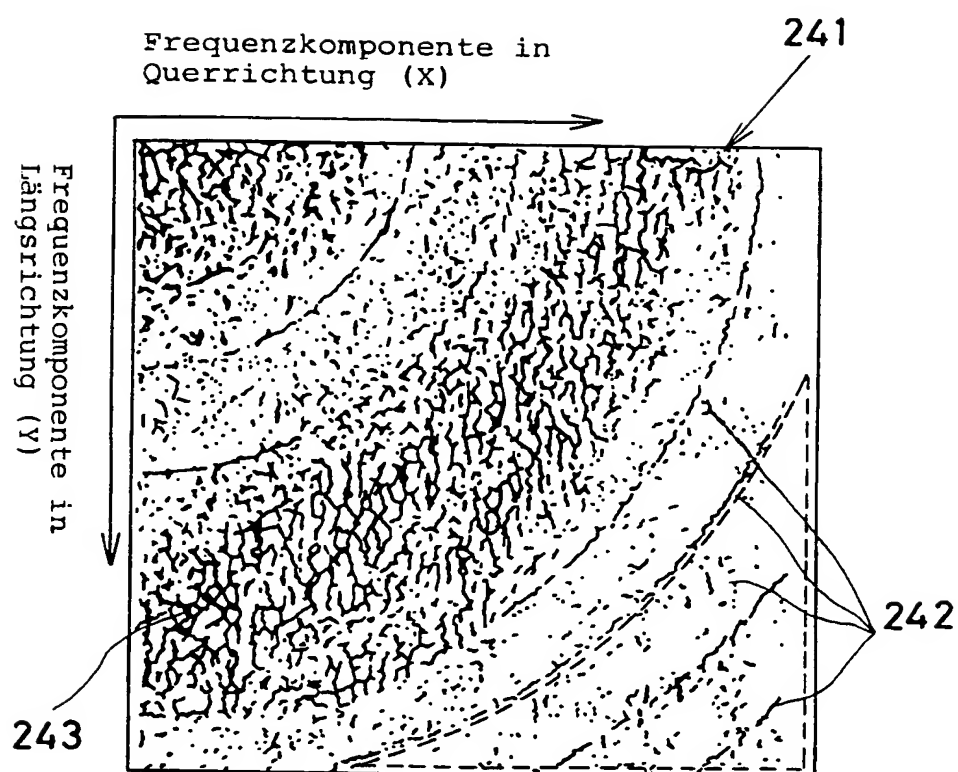 Frequenzkomponente in
Querrichtung (X)
241
Frequenzkomponente in
Längsrichtung (Y)
242
243